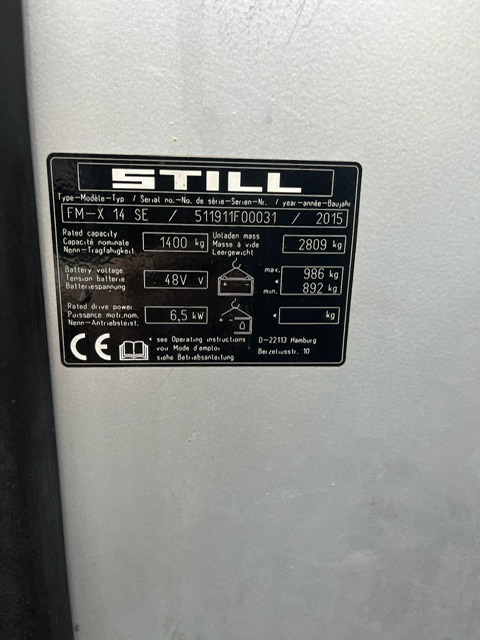 STILL
Type-Modèle-Typ / Serial no.-No. de série-Serien-Nr. / year-année-Baujahr
FM-X 14 SE / 511911F00031 / 2015
Rated capacity
Capacité nominale
Nenn-Tragfähigkeit
1400 kg
Unladen mass
Masse à vide
Leergewicht
2809 kg
Battery voltage
Tension batterie
Batteriespannung
48V v
max. 986 kg
min. 892 kg
Rated drive power
Puissance motr.nom.
Nenn-Antriebsleist.
6,5 kW
kg
CE
see Operating instructions
voir Mode d'emploi
siehe Betriebsanleitung
D-22113 Hamburg
Berzeliusstr. 10